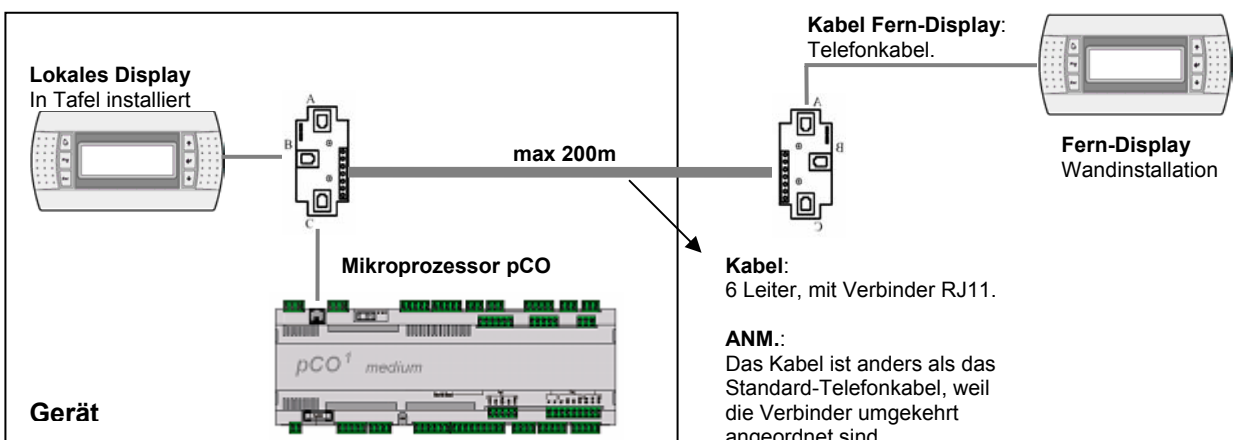 Kabel Fern-Display:
Telefonkabel.
Lokales Display
In Tafel installiert
A
B
C
max 200m
A
B
C
Fern-Display
Wandinstallation
Mikroprozessor pCO
pCO¹ medium
Gerät
Kabel:
6 Leiter, mit Verbinder RJ11.
ANM.:
Das Kabel ist anders als das
Standard-Telefonkabel, weil
die Verbinder umgekehrt
angeordnet sind